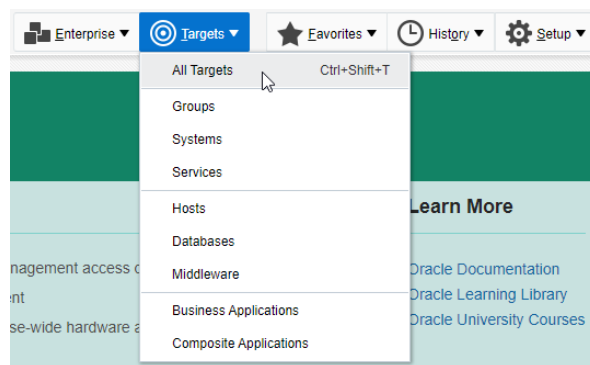 Enterprise Targets Favorites History Setup
All Targets Ctrl+Shift+T
Groups
Systems
Services
Hosts
Databases
Middleware
Business Applications
Composite Applications
Learn More
Oracle Documentation
Oracle Learning Library
Oracle University Courses
nagement access
nt
se-wide hardware